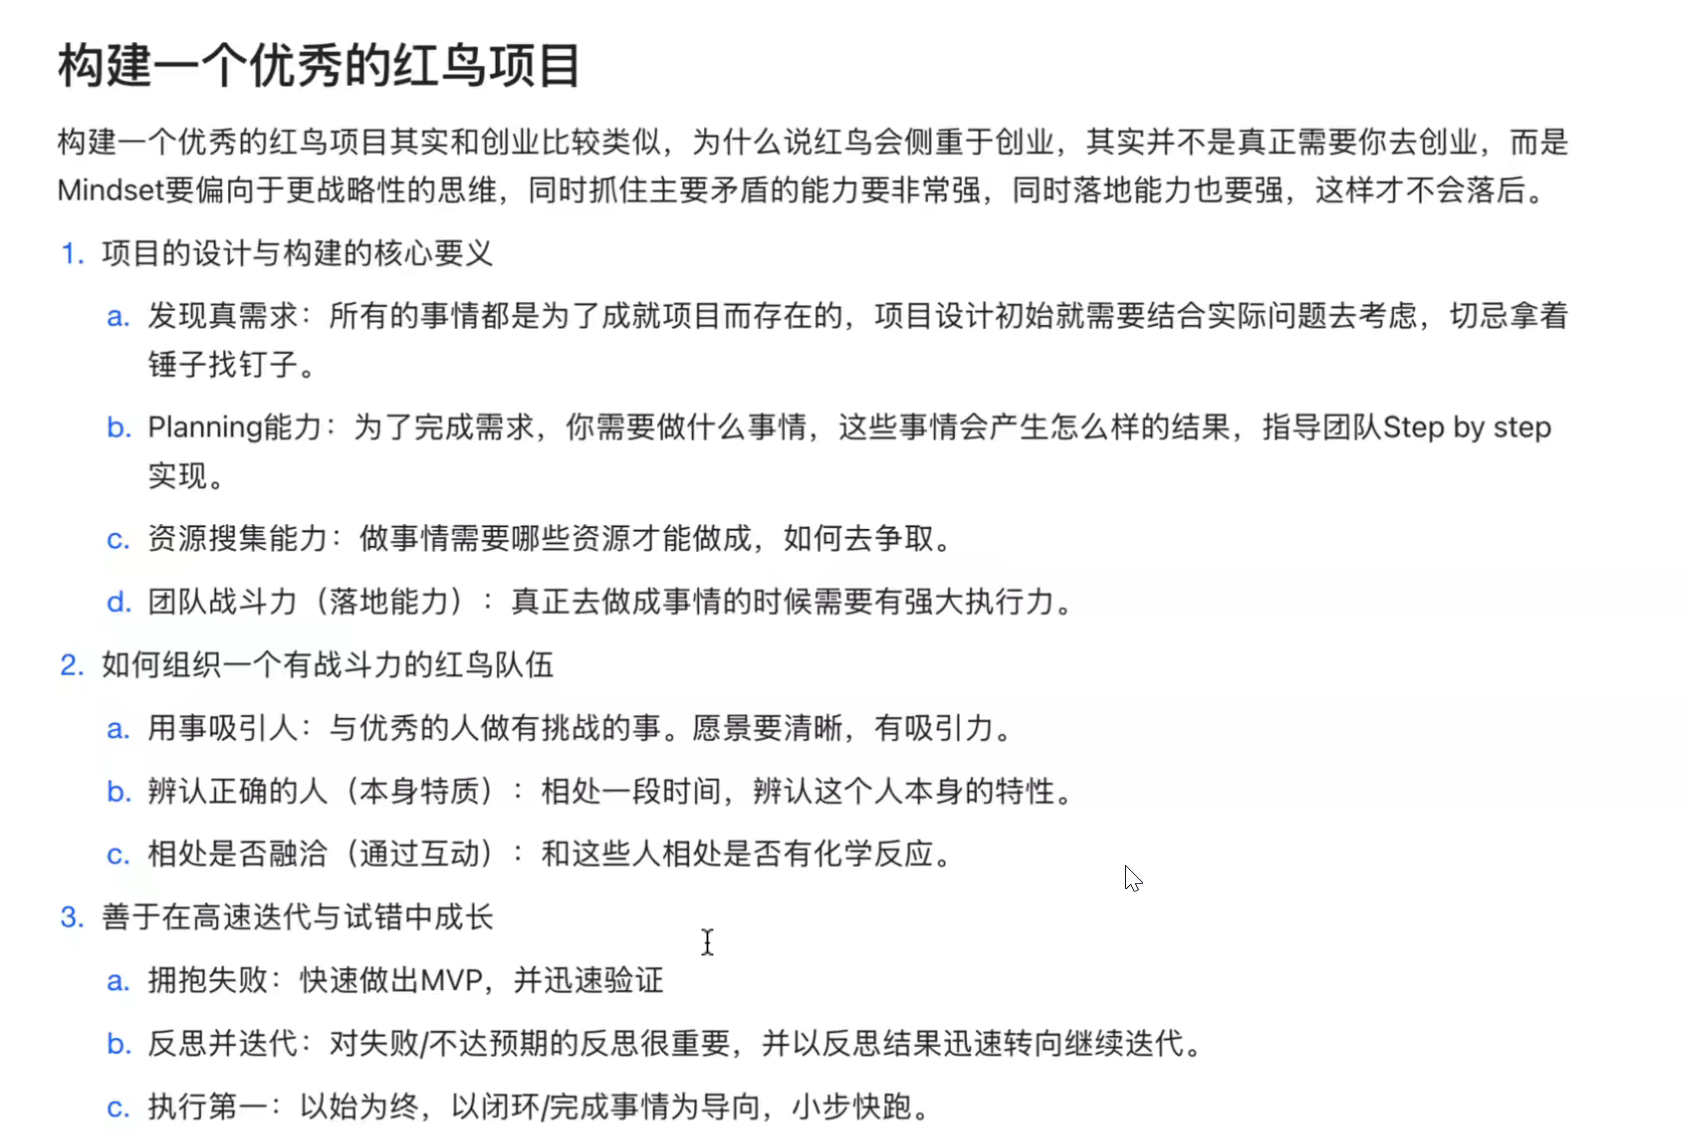 构建一个优秀的红鸟项目
构建一个优秀的红鸟项目其实和创业比较类似，为什么说红鸟会侧重于创业，其实并不是真正需要你去创业，而是
Mindset要偏向于更战略性的思维，同时抓住主要矛盾的能力要非常强，同时落地能力也要强，这样才不会落后。
1. 项目的设计与构建的核心要义
a. 发现真需求：所有的事情都是为了成就项目而存在的，项目设计初始就需要结合实际问题去考虑，切忌拿着
锤子找钉子。
b. Planning能力：为了完成需求，你需要做什么事情，这些事情会产生怎么样的结果，指导团队Step by step
实现。
c. 资源搜集能力：做事情需要哪些资源才能做成，如何去争取。
d. 团队战斗力（落地能力）：真正去做成事情的时候需要有强大执行力。
2. 如何组织一个有战斗力的红鸟队伍
a. 用事吸引人：与优秀的人做有挑战的事。愿景要清晰，有吸引力。
b. 辨认正确的人（本身特质）：相处一段时间，辨认这个人本身的特性。
c. 相处是否融洽（通过互动）：和这些人相处是否有化学反应。
3. 善于在高速迭代与试错中成长
a. 拥抱失败：快速做出MVP，并迅速验证
b. 反思并迭代：对失败/不达预期的反思很重要，并以反思结果迅速转向继续迭代。
c. 执行第一：以始为终，以闭环/完成事情为导向，小步快跑。